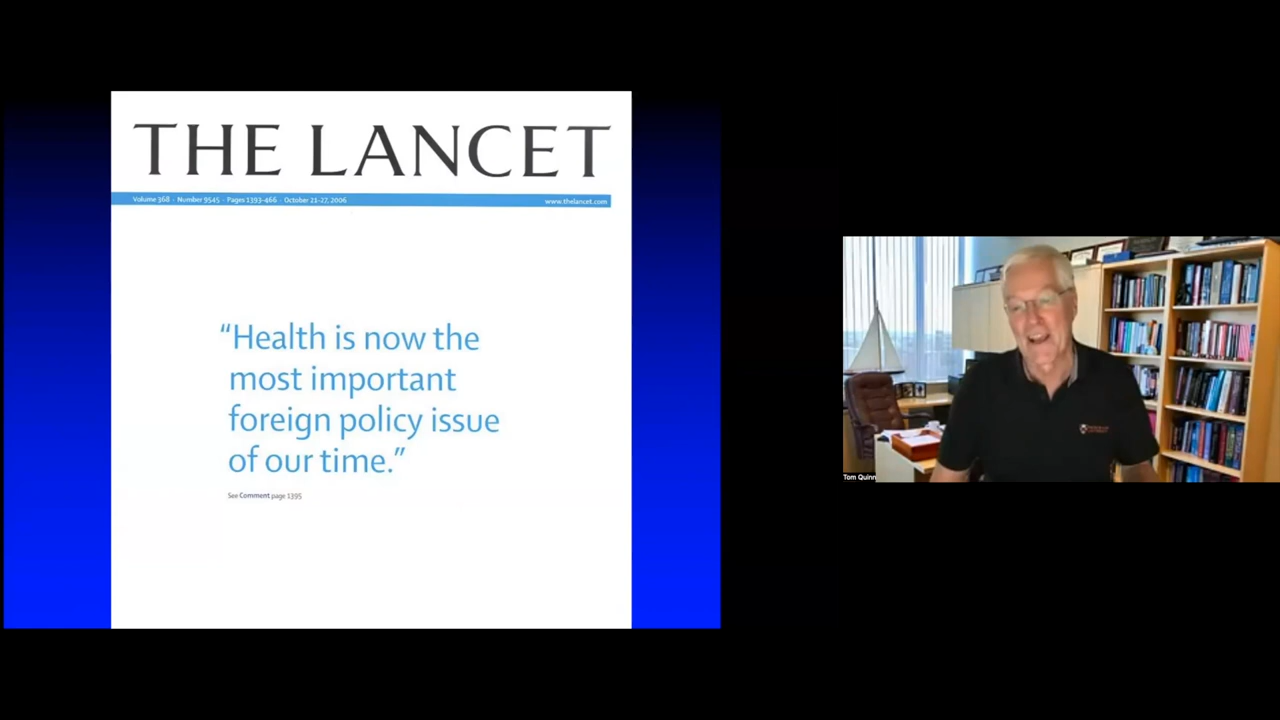 THE LANCET
Volume 368 · Number 9545 · Pages 1393-466 · October 21-27, 2006
www.thelancet.com
“Health is now the
most important
foreign policy issue
of our time.”
See Comment page 1395
Tom Quinn